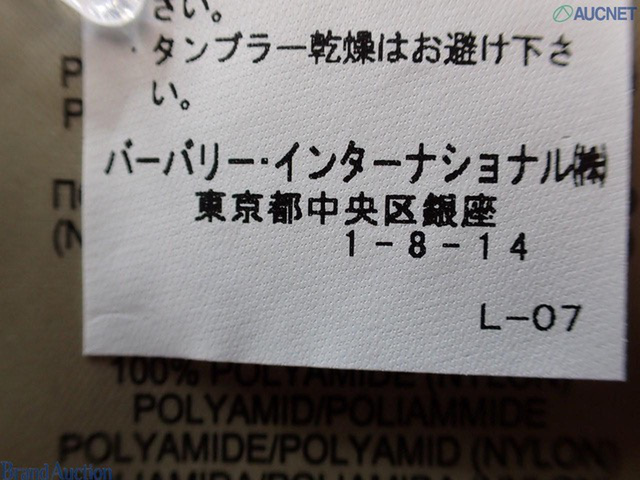 さい。
AUCNET
・タンブラー乾燥はお避け下さ
い。
バーバリー・インターナショナル㈱
東京都中央区銀座
1-8-14
L-07
100% POLYAMIDE (NYLON)
POLYAMID/POLIAMMIDE
POLYAMIDE/POLYAMID (NYLON)
Brand Auction